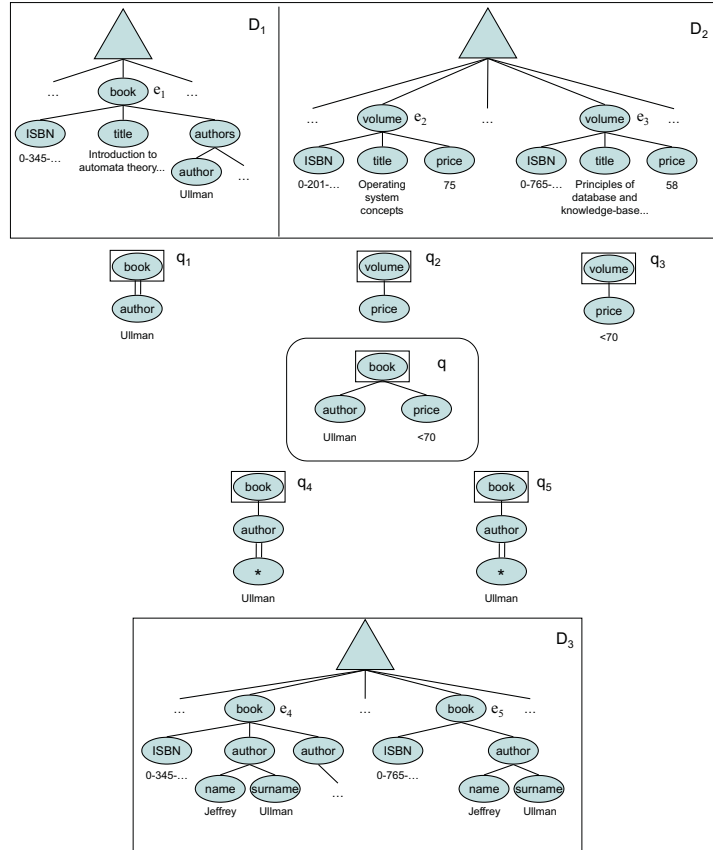 D1
D2
... book e1 ...
... volume e2 ... volume e3 ...
ISBN title authors
ISBN title price ISBN title price
0-345-... Introduction to automata theory... author ...
Ullman
0-201-... Operating system concepts 75 0-765-... Principles of database and knowledge-base... 58
book q1
volume q2
volume q3
author
price
price
Ullman
<70
book q
author price
Ullman <70
book q4
book q5
author
author
*
*
Ullman
Ullman
D3
... book e4 ... book e5 ...
ISBN author author ISBN author
0-345-... 0-765-...
name surname ... name surname
Jeffrey Ullman Jeffrey Ullman